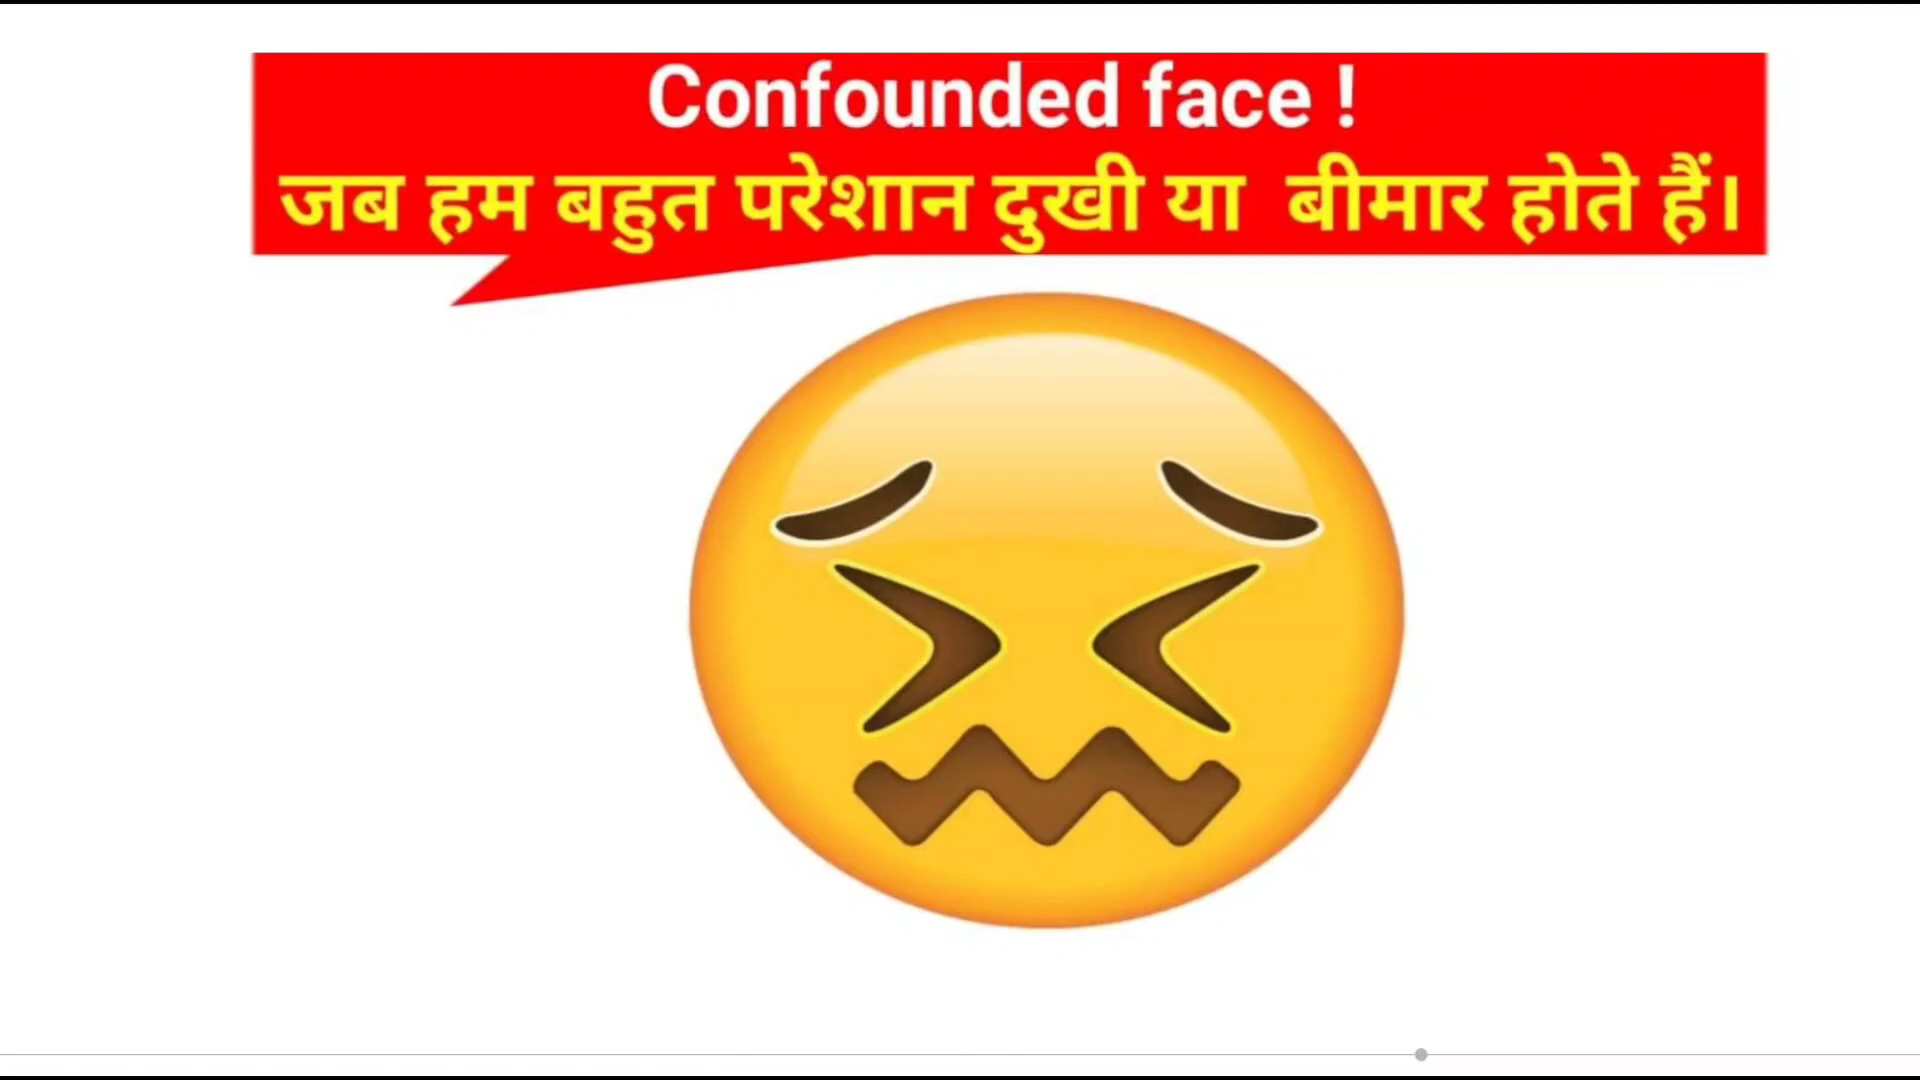 Confounded face !
जब हम बहुत परेशान दुखी या बीमार होते हैं।